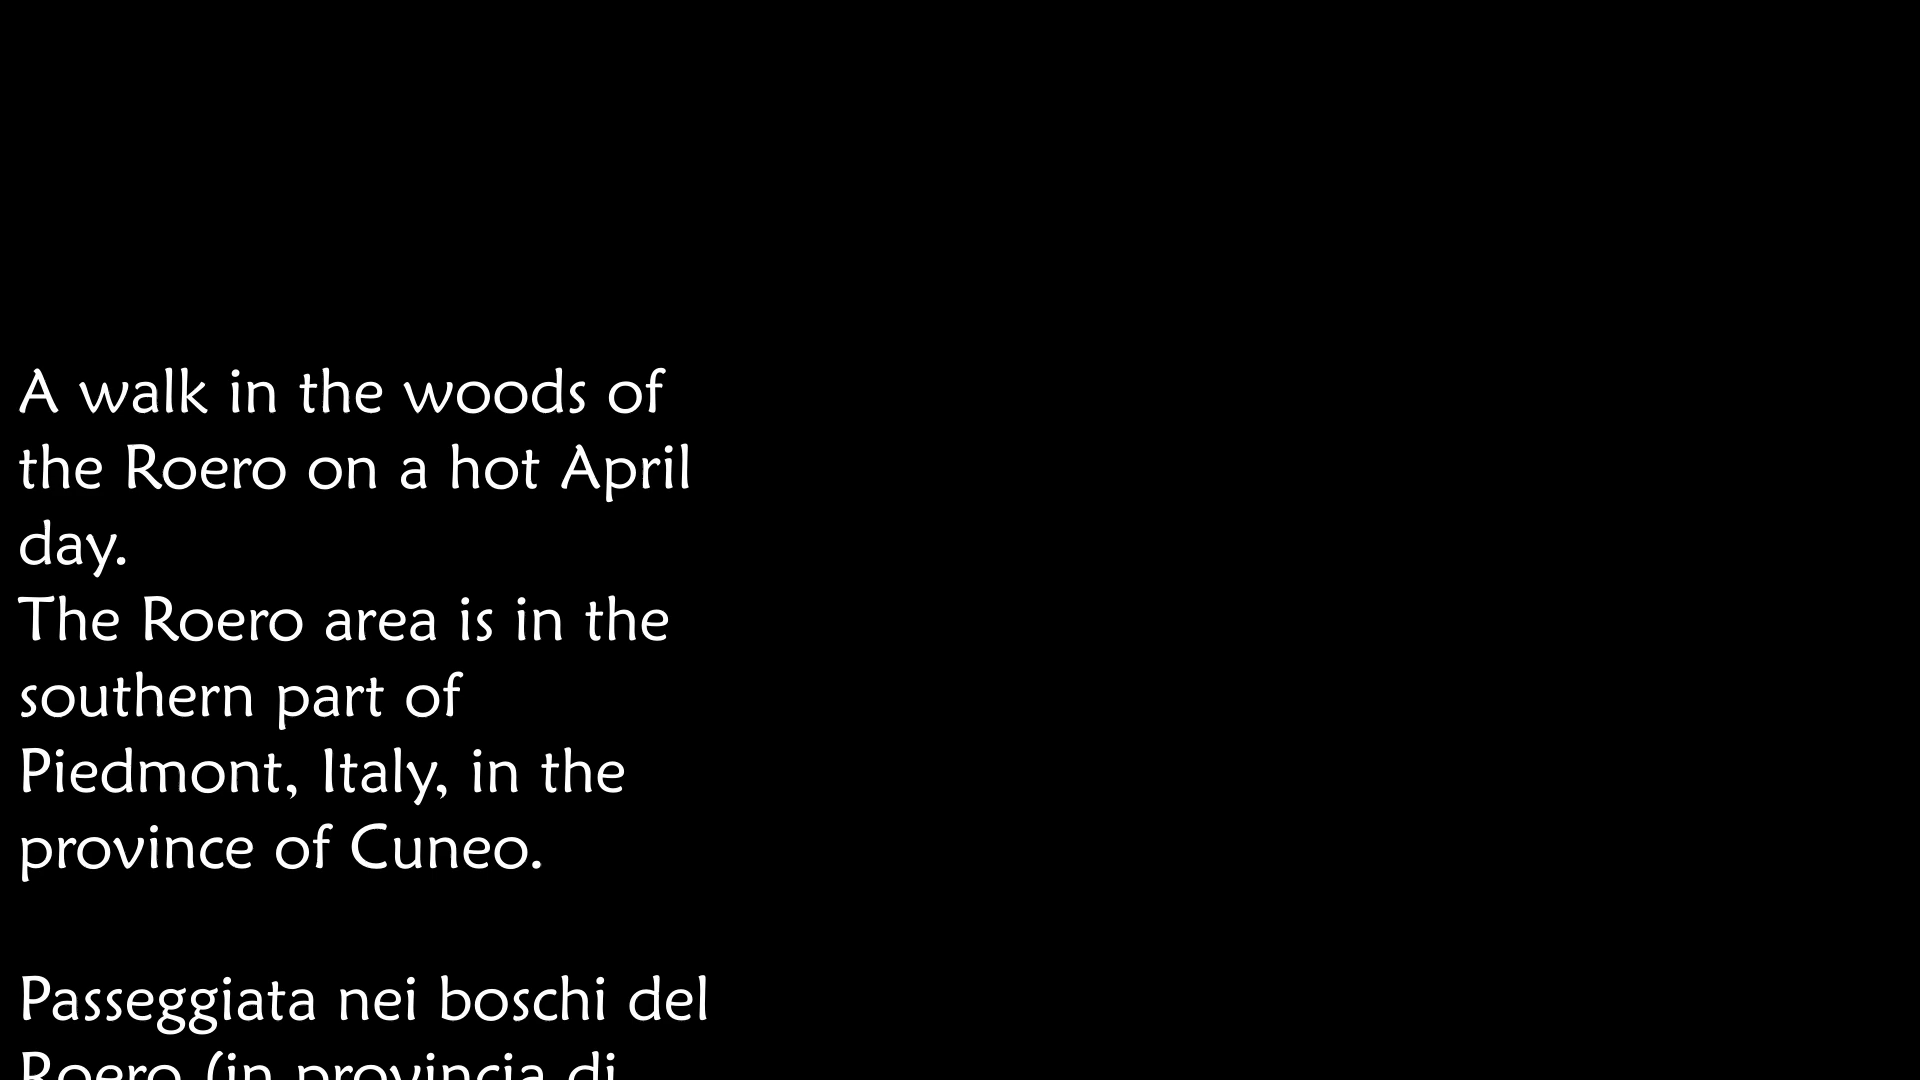 A walk in the woods of
the Roero on a hot April
day.
The Roero area is in the
southern part of
Piedmont, Italy, in the
province of Cuneo.
Passeggiata nei boschi del
Roero (in provincia di